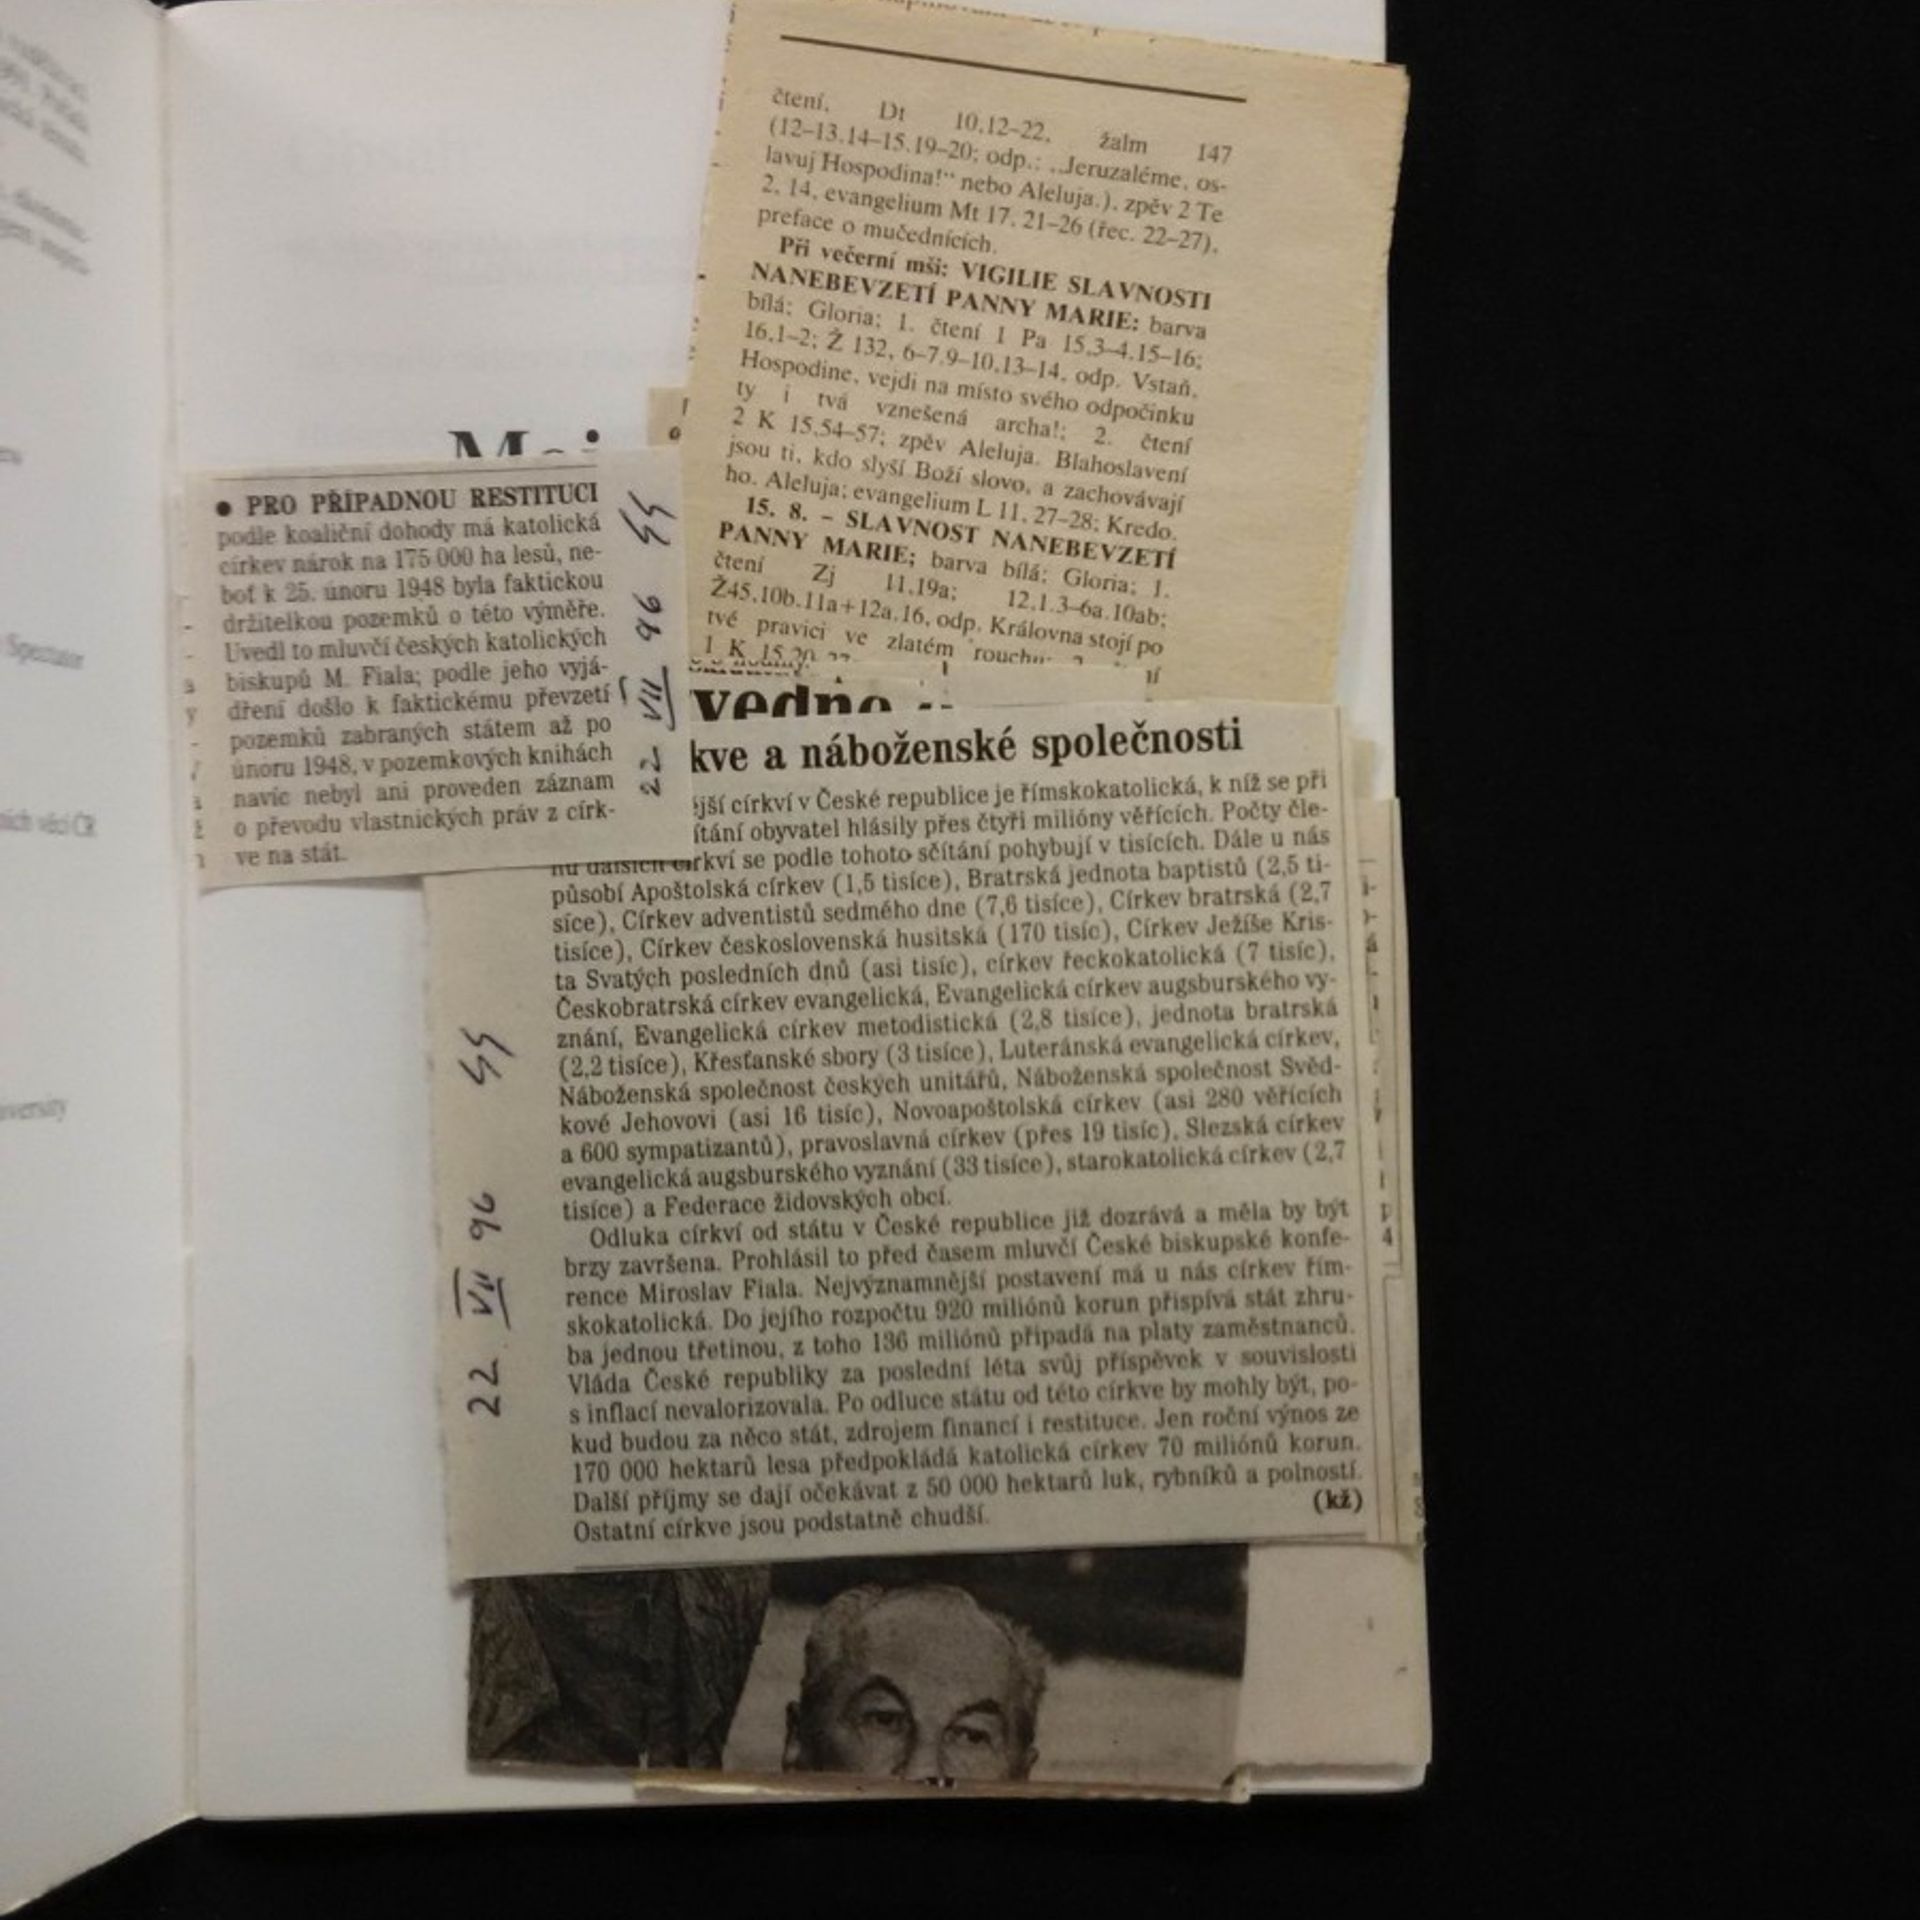 čtení, Dt 10,12–22, žalm 147
(12–13.14–15.19–20; odp.: „Jeruzaléme, os-
lavuj Hospodina!“ nebo Aleluja.), zpěv 2 Te
2, 14, evangelium Mt 17, 21–26 (řec. 22–27),
preface o mučednících.
Při večerní mši: VIGILIE SLAVNOSTI
NANEBEVZETÍ PANNY MARIE: barva
bílá; Gloria; 1. čtení 1 Pa 15,3–4.15–16;
16,1–2; Ž 132, 6–7.9–10.13–14, odp. Vstaň,
Hospodine, vejdi na místo svého odpočinku
ty i tvá vznešená archa!; 2. čtení
2 K 15,54–57; zpěv Aleluja. Blahoslavení
jsou ti, kdo slyší Boží slovo, a zachovávají
ho. Aleluja; evangelium L 11, 27–28; Kredo.
15. 8. – SLAVNOST NANEBEVZETÍ
PANNY MARIE; barva bílá; Gloria; 1.
čtení Zj 11,19a; 12,1.3–6a.10ab;
Ž45,10b.11a+12a.16, odp. Královna stojí po
tvé pravici ve zlatém rouchu;
1 K 15,20
● PRO PŘÍPADNOU RESTITUCI
podle koaliční dohody má katolická
církev nárok na 175 000 ha lesů, ne-
boť k 25. únoru 1948 byla faktickou
držitelkou pozemků o této výměře.
Uvedl to mluvčí českých katolických
biskupů M. Fiala; podle jeho vyjá-
dření došlo k faktickému převzetí
pozemků zabraných státem až po
únoru 1948, v pozemkových knihách
navíc nebyl ani proveden záznam
o převodu vlastnických práv z círk-
ve na stát.
22 VII 96
vedno
kve a náboženské společnosti
ější církví v České republice je římskokatolická, k níž se při
ítání obyvatel hlásily přes čtyři milióny věřících. Počty čle-
nů dalších církví se podle tohoto sčítání pohybují v tisících. Dále u nás
působí Apoštolská církev (1,5 tisíce), Bratrská jednota baptistů (2,5 ti-
síce), Církev adventistů sedmého dne (7,6 tisíce), Církev bratrská (2,7
tisíce), Církev československá husitská (170 tisíc), Církev Ježíše Kris-
ta Svatých posledních dnů (asi tisíc), církev řeckokatolická (7 tisíc),
Českobratrská církev evangelická, Evangelická církev augsburského vy-
znání, Evangelická církev metodistická (2,8 tisíce), jednota bratrská
(2,2 tisíce), Křesťanské sbory (3 tisíce), Luteránská evangelická církev,
Náboženská společnost českých unitářů, Náboženská společnost Svěd-
kové Jehovovi (asi 16 tisíc), Novoapoštolská církev (asi 280 věřících
a 600 sympatizantů), pravoslavná církev (přes 19 tisíc), Slezská církev
evangelická augsburského vyznání (33 tisíce), starokatolická církev (2,7
tisíce) a Federace židovských obcí.
Odluka církví od státu v České republice již dozrává a měla by být
brzy završena. Prohlásil to před časem mluvčí České biskupské konfe-
rence Miroslav Fiala. Nejvýznamnější postavení má u nás církev řím-
skokatolická. Do jejího rozpočtu 920 miliónů korun přispívá stát zhru-
ba jednou třetinou, z toho 136 miliónů připadá na platy zaměstnanců.
Vláda České republiky za poslední léta svůj příspěvek v souvislosti
s inflací nevalorizovala. Po odluce státu od této církve by mohly být, po-
kud budou za něco stát, zdrojem financí i restituce. Jen roční výnos ze
170 000 hektarů lesa předpokládá katolická církev 70 miliónů korun.
Další příjmy se dají očekávat z 50 000 hektarů luk, rybníků a polností.
Ostatní církve jsou podstatně chudší.
(kž)
22 VII 96